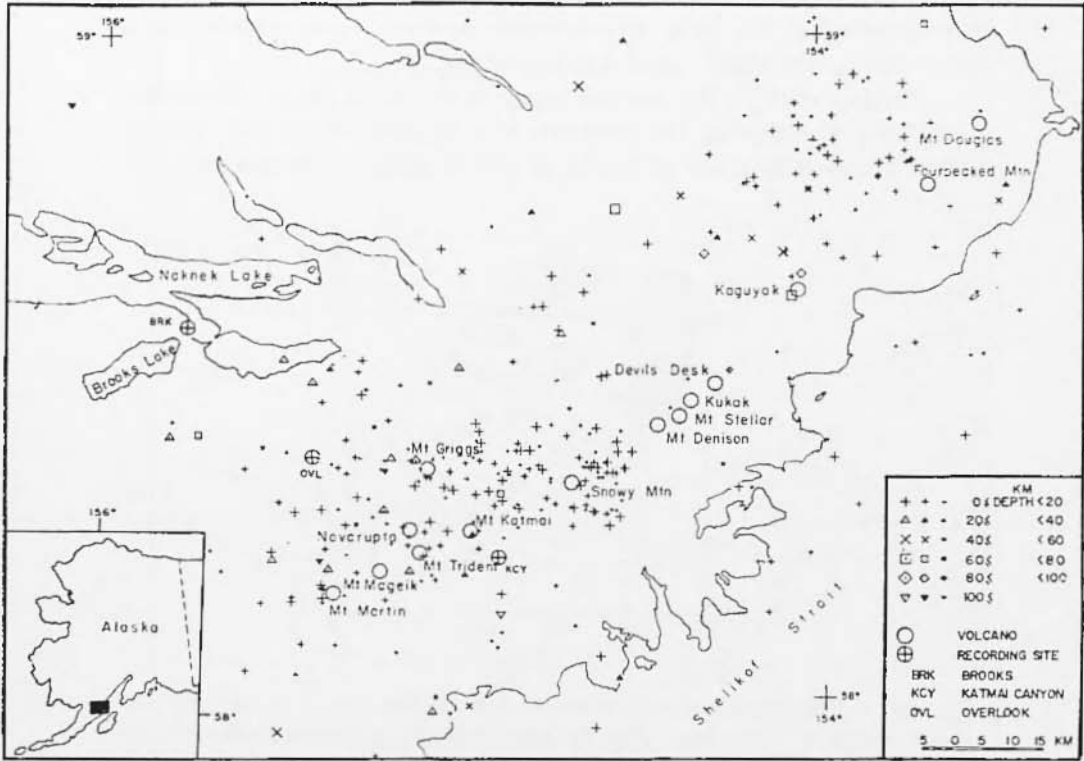 156°
59°
59°
154°
Mt Douglas
Fourpeaked Mtn
Naknek Lake
Kaguyak
BRK
Brooks Lake
Devils Desk
Kukak
Mt Stellar
Mt Denison
Mt Griggs
OVL
Snowy Mtn
Mt Katmai
Novarupta
Mt Trident
KCY
Mt Mageik
Mt Martin
Shelikof Strait
156°
Alaska
58°
58°
154°
KM
0≤DEPTH<20
20≤ <40
40≤ <60
60≤ <80
80≤ <100
100≤
VOLCANO
RECORDING SITE
BRK BROOKS
KCY KATMAI CANYON
OVL OVERLOOK
5 0 5 10 15 KM